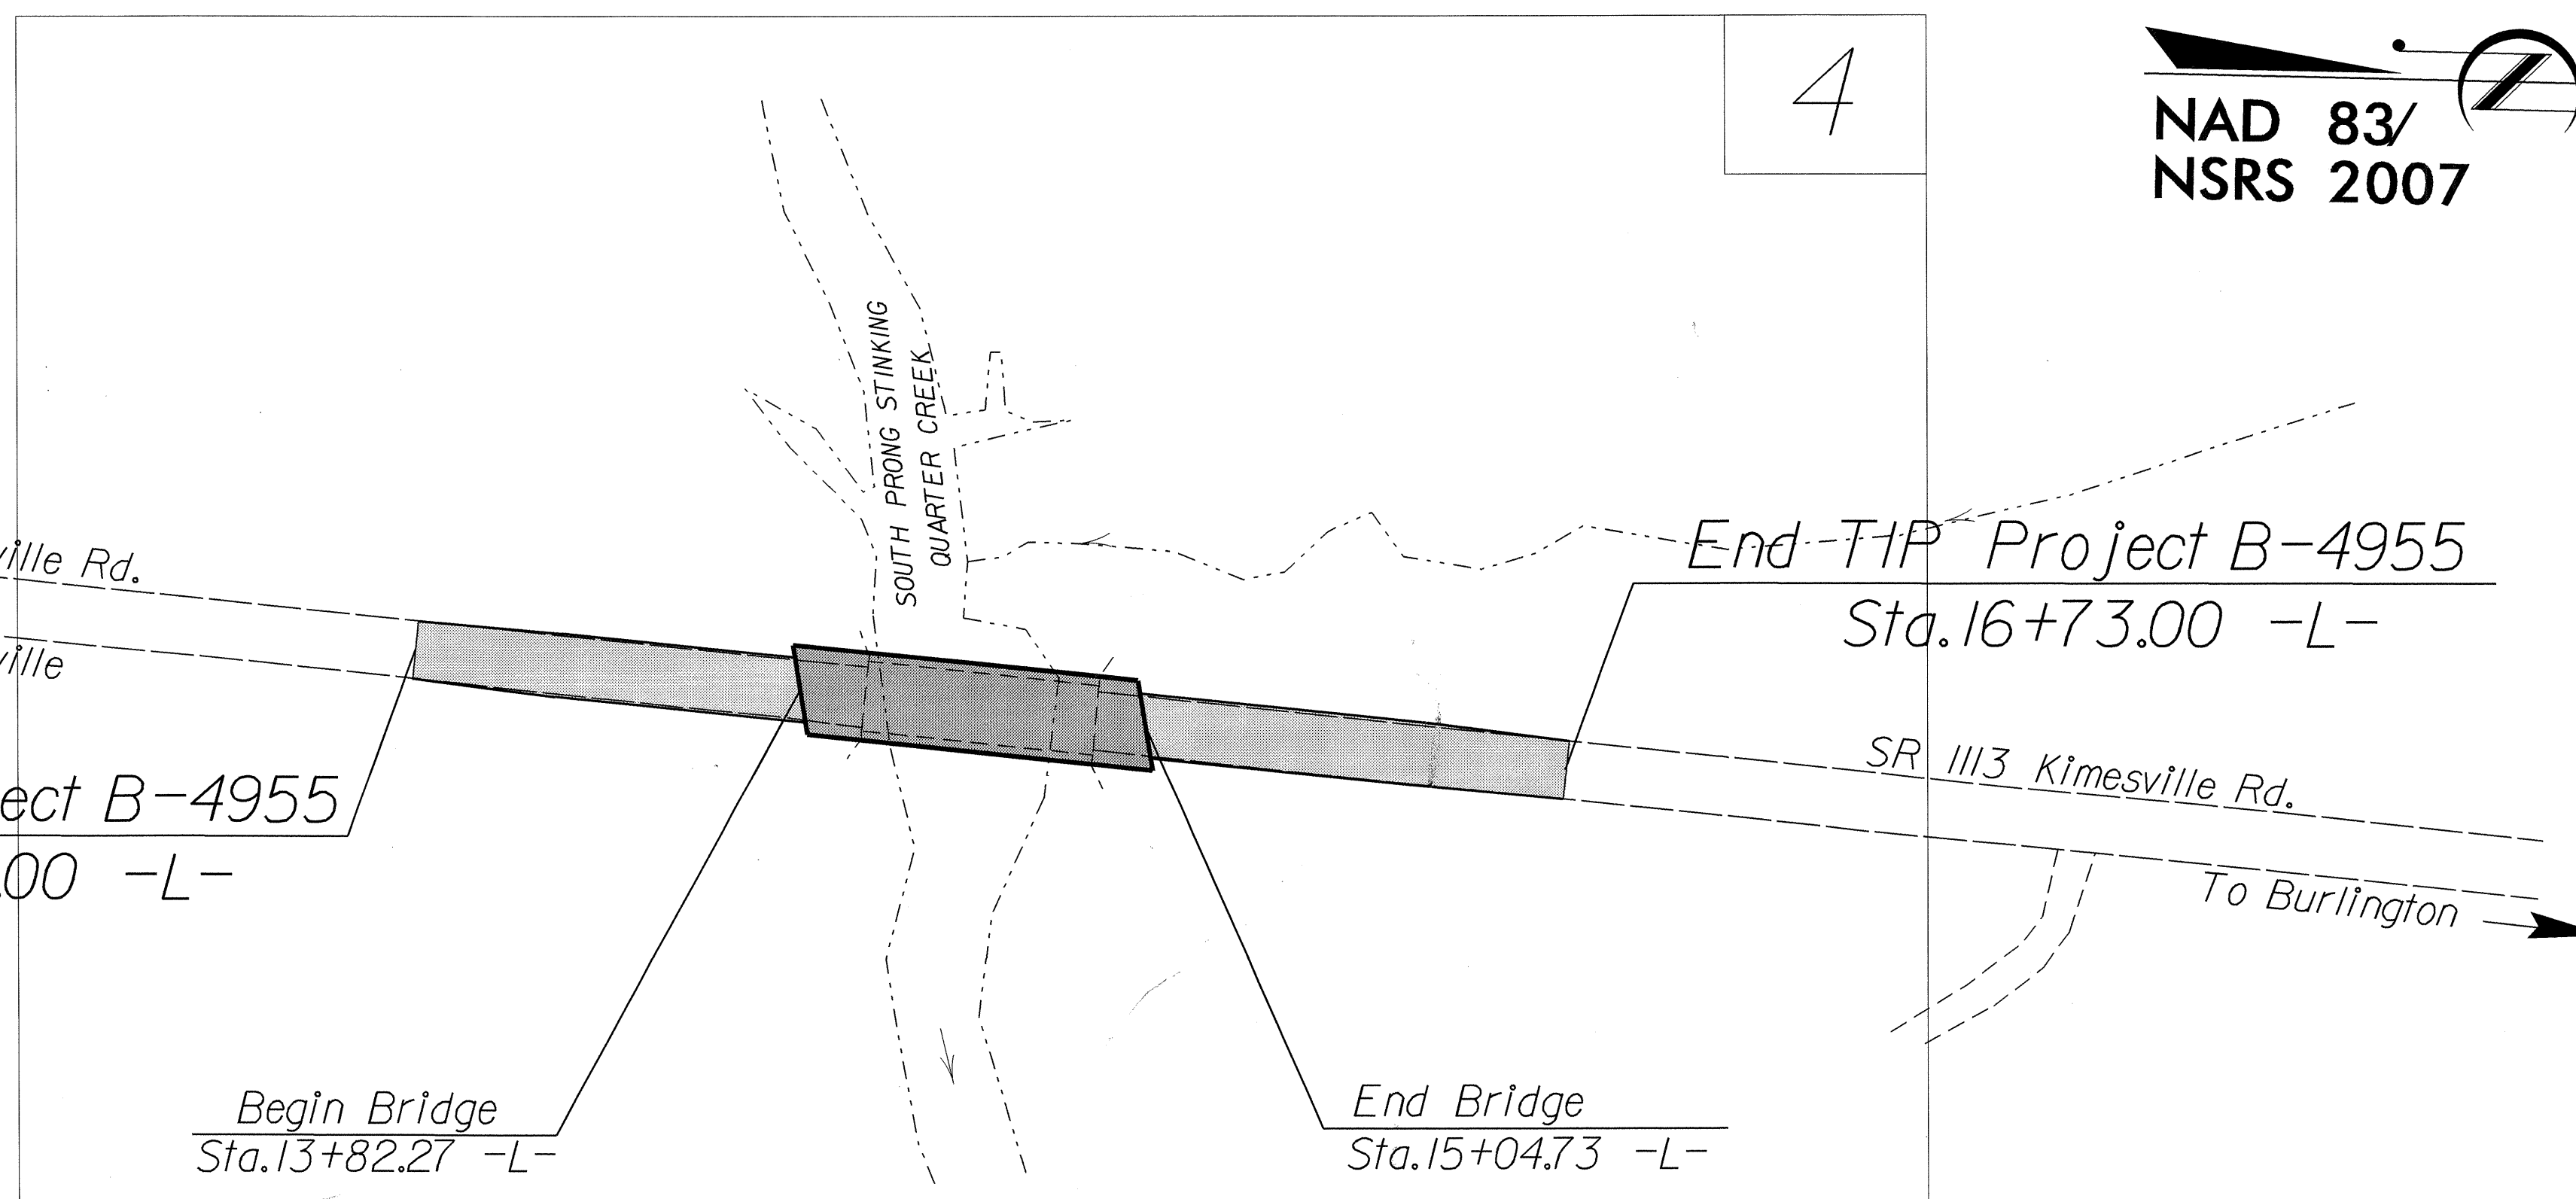 4
NAD 83/
NSRS 2007
SOUTH PRONG STINKING
QUARTER CREEK
ville Rd.
ville
End TIP Project B-4955
Sta. 16+73.00 -L-
SR 1113 Kimesville Rd.
To Burlington
ect B-4955
.00 -L-
Begin Bridge
Sta. 13+82.27 -L-
End Bridge
Sta. 15+04.73 -L-